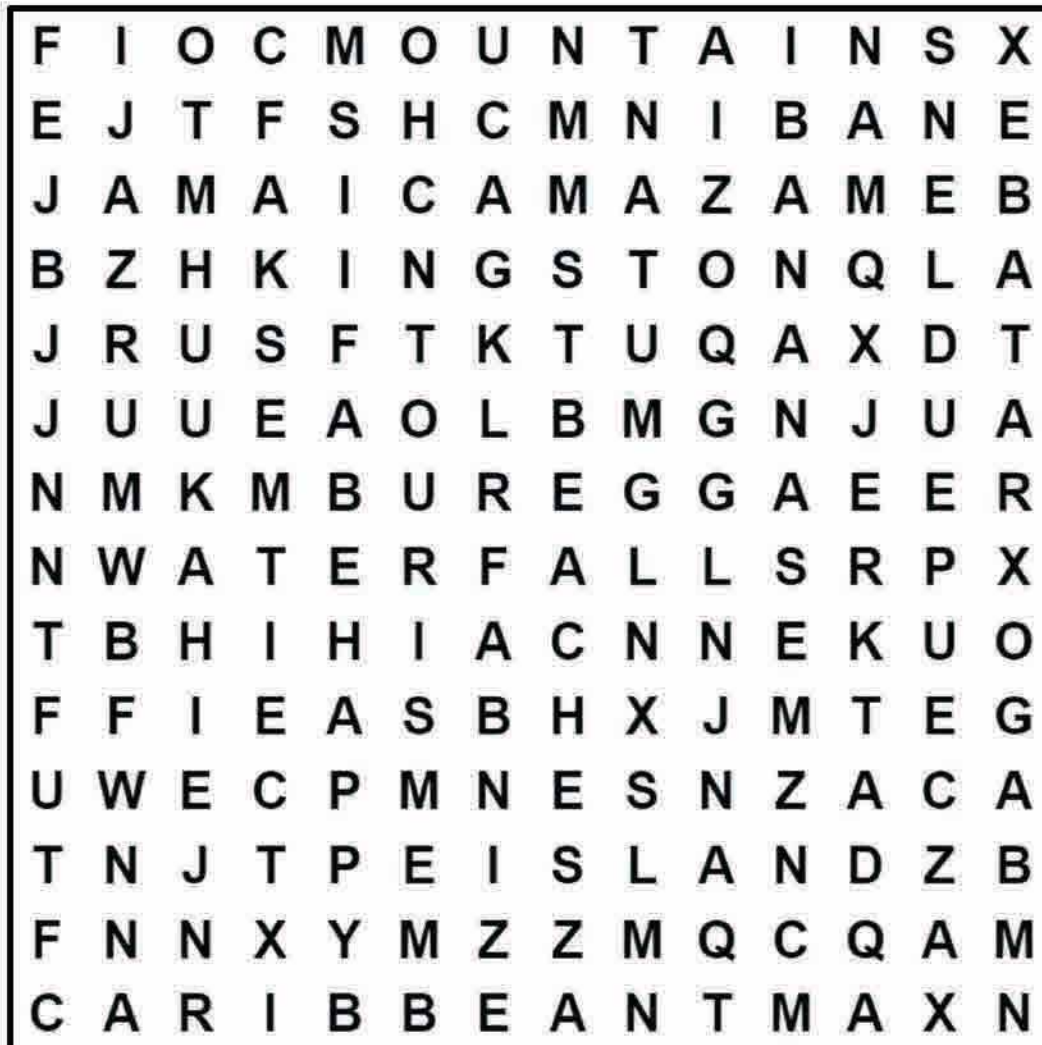 F I O C M O U N T A I N S X
E J T F S H C M N I B A N E
J A M A I C A M A Z A M E B
B Z H K I N G S T O N Q L A
J R U S F T K T U Q A X D T
J U U E A O L B M G N J U A
N M K M B U R E G G A E E R
N W A T E R F A L L S R P X
T B H I H I A C N N E K U O
F F I E A S B H X J M T E G
U W E C P M N E S N Z A C A
T N J T P E I S L A N D Z B
F N N X Y M Z Z M Q C Q A M
C A R I B B E A N T M A X N